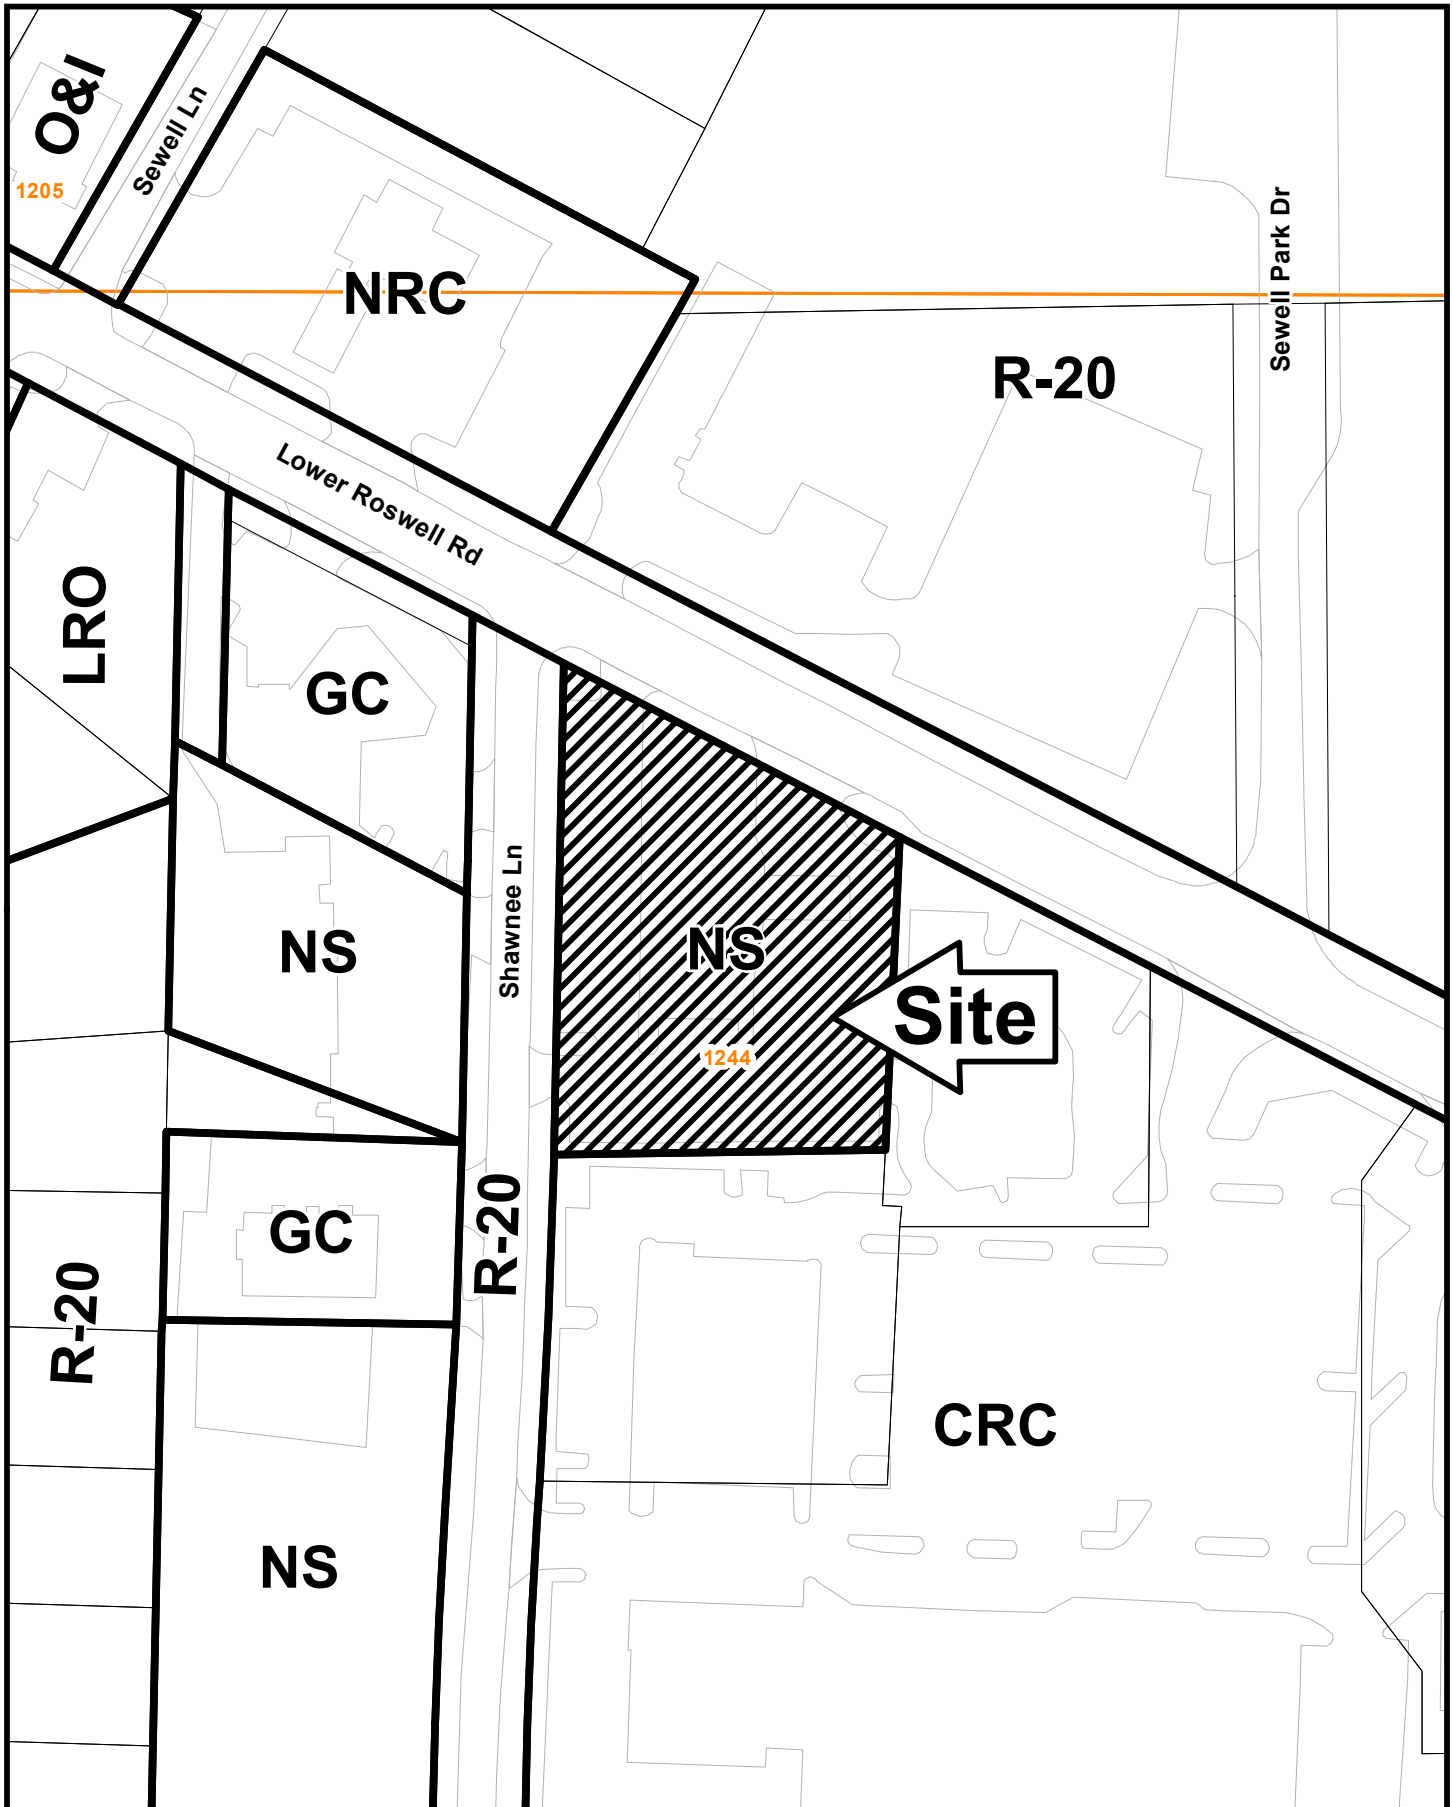 O&I
Sewell Ln
1205
NRC
Sewell Park Dr
R-20
Lower Roswell Rd
LRO
GC
Shawnee Ln
NS
NS
Site
1244
R-20
GC
R-20
CRC
NS